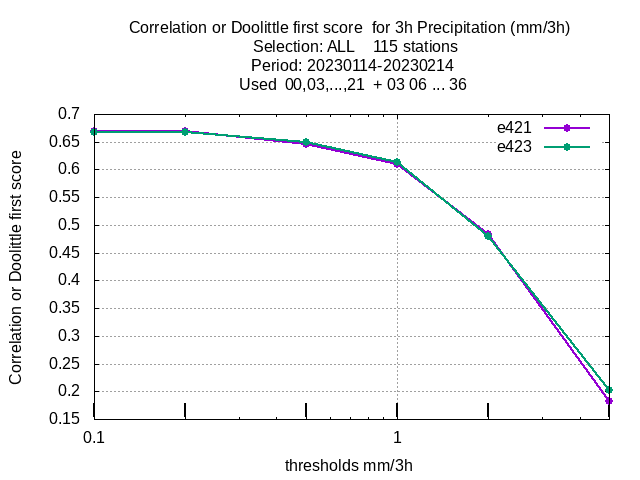 Correlation or Doolittle first score  for 3h Precipitation (mm/3h)
Selection: ALL    115 stations
Period: 20230114-20230214
Used  00,03,...,21  + 03 06 ... 36
e421
e423
Correlation or Doolittle first score
0.7
0.65
0.6
0.55
0.5
0.45
0.4
0.35
0.3
0.25
0.2
0.15
0.1
1
thresholds mm/3h